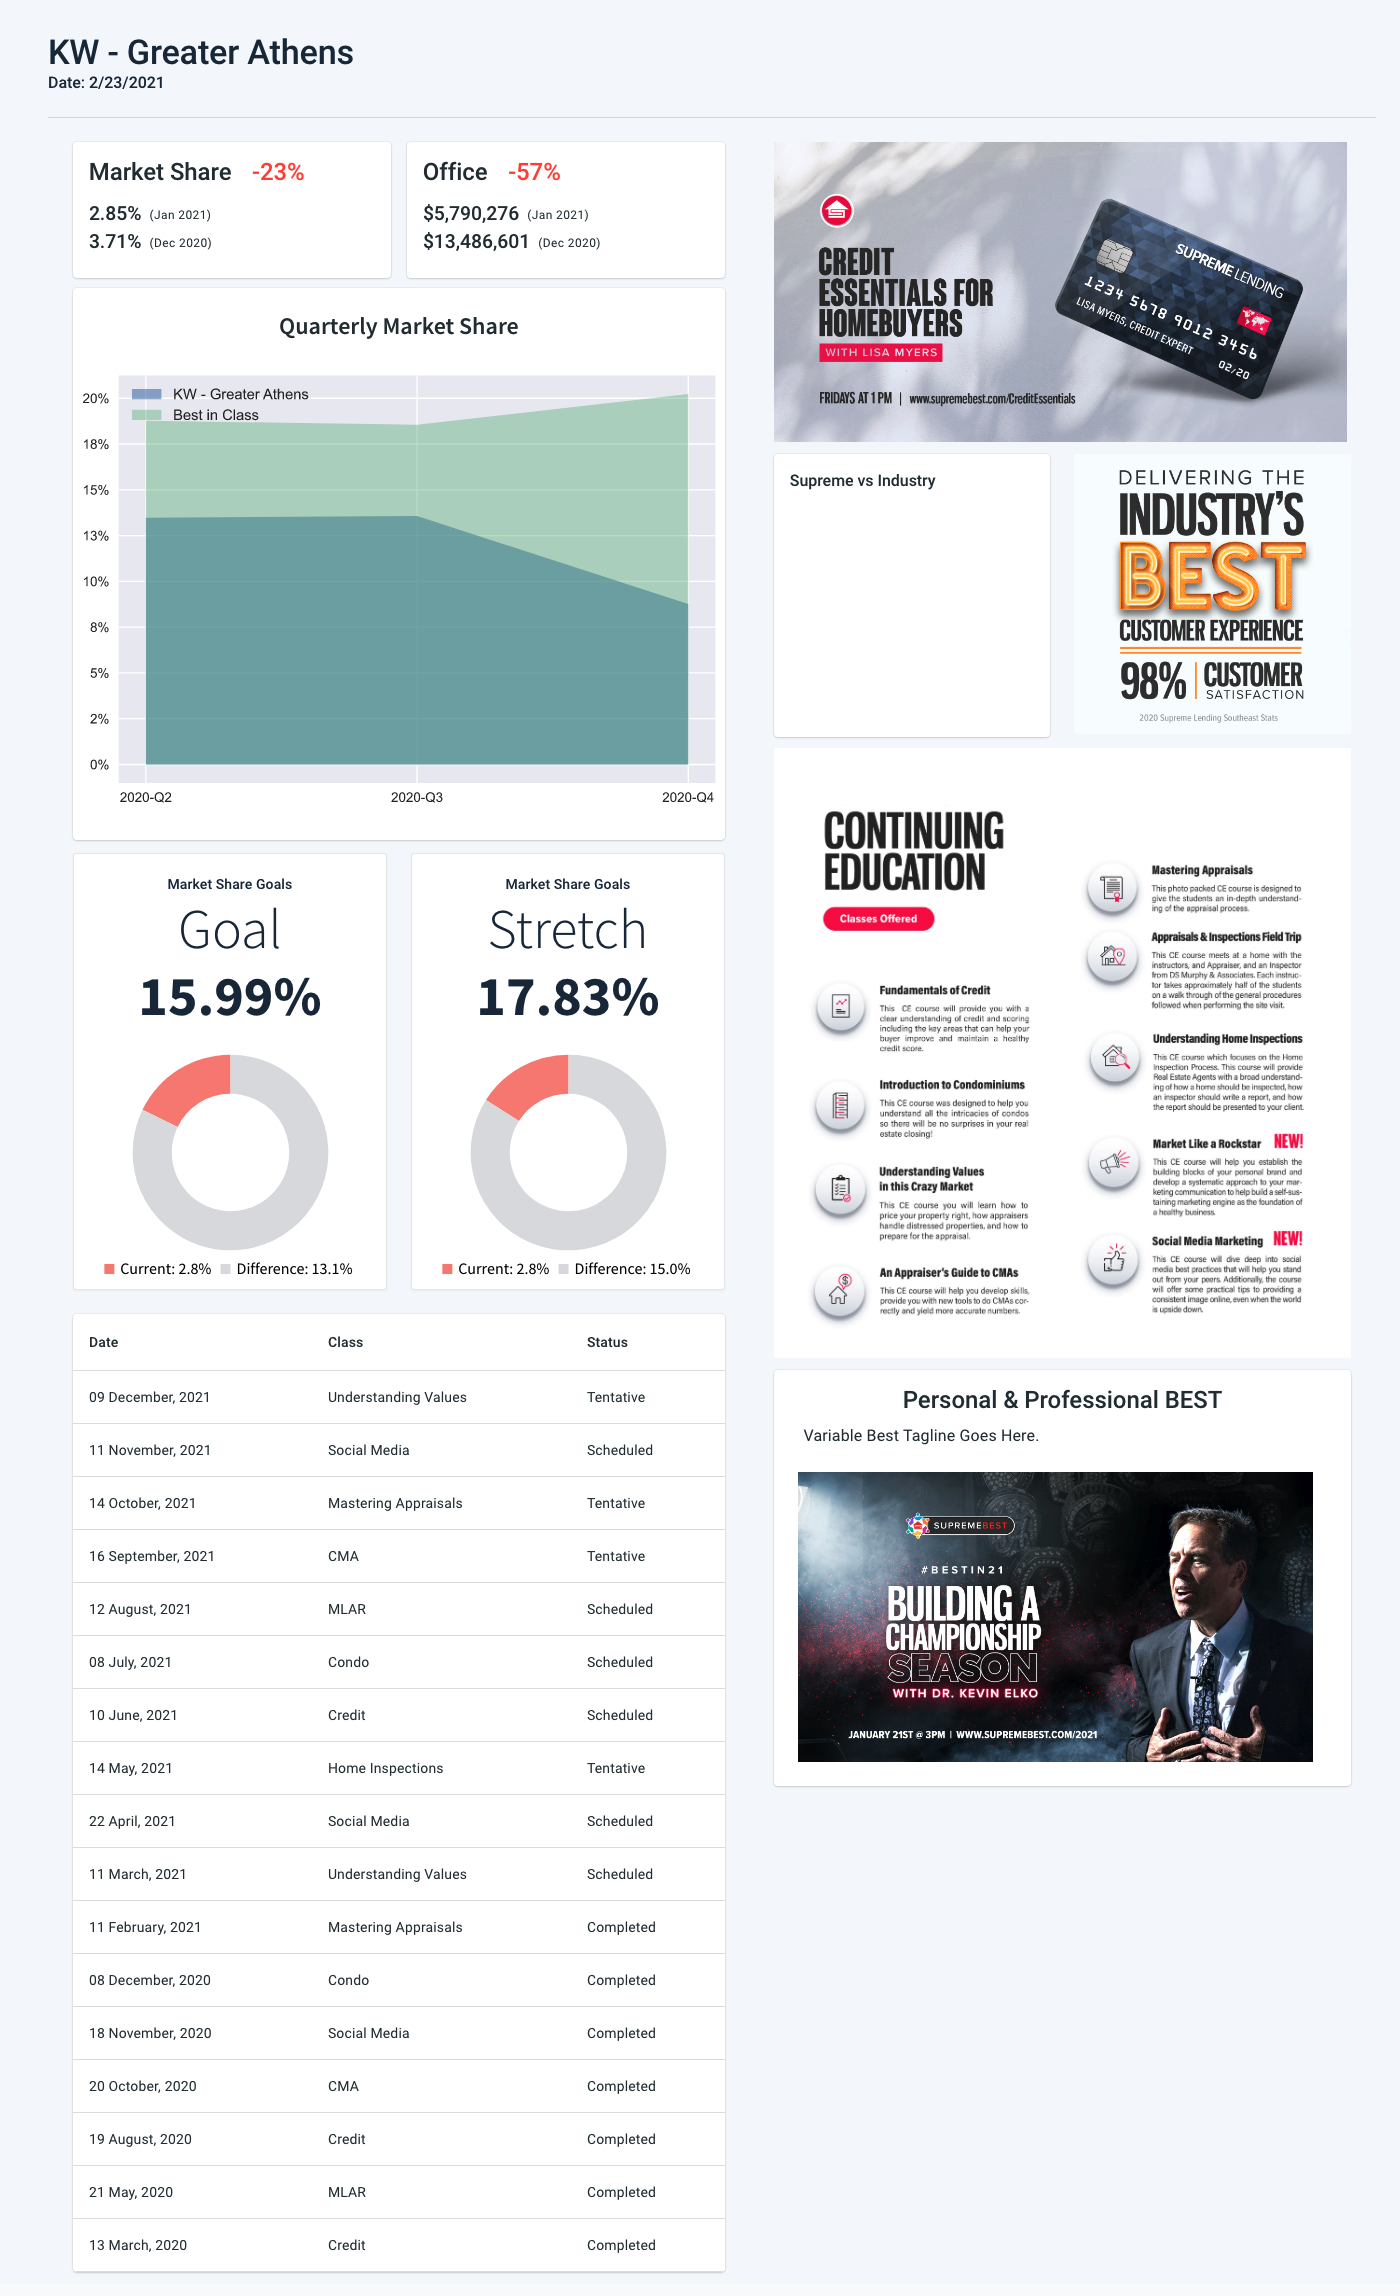 KW - Greater Athens
Date: 2/23/2021
Market Share -23%
2.85% (Jan 2021)
3.71% (Dec 2020)
Office -57%
$5,790,276 (Jan 2021)
$13,486,601 (Dec 2020)
Quarterly Market Share
KW - Greater Athens
Best in Class
20%
18%
15%
13%
10%
8%
5%
2%
0%
2020-Q2 2020-Q3 2020-Q4
Market Share Goals
Goal
15.99%
Current: 2.8% Difference: 13.1%
Market Share Goals
Stretch
17.83%
Current: 2.8% Difference: 15.0%
Date Class Status
09 December, 2021 Understanding Values Tentative
11 November, 2021 Social Media Scheduled
14 October, 2021 Mastering Appraisals Tentative
16 September, 2021 CMA Tentative
12 August, 2021 MLAR Scheduled
08 July, 2021 Condo Scheduled
10 June, 2021 Credit Scheduled
14 May, 2021 Home Inspections Tentative
22 April, 2021 Social Media Scheduled
11 March, 2021 Understanding Values Scheduled
11 February, 2021 Mastering Appraisals Completed
08 December, 2020 Condo Completed
18 November, 2020 Social Media Completed
20 October, 2020 CMA Completed
19 August, 2020 Credit Completed
21 May, 2020 MLAR Completed
13 March, 2020 Credit Completed
CREDIT
ESSENTIALS FOR
HOMEBUYERS
WITH LISA MYERS
FRIDAYS AT 1 PM | www.supremebest.com/CreditEssentials
SUPREME LENDING
1234 5678 9012 3456
LISA MYERS, CREDIT EXPERT
02/20
Supreme vs Industry
DELIVERING THE
INDUSTRY'S
BEST
CUSTOMER EXPERIENCE
98% | CUSTOMER
SATISFACTION
2020 Supreme Lending Southeast Stats
CONTINUING
EDUCATION
Classes Offered
Fundamentals of Credit
This CE course will provide you with a
clear understanding of credit and scoring
including the key areas that can help your
buyer improve and maintain a healthy
credit score.
Introduction to Condominiums
This CE course was designed to help you
understand all the intricacies of condos
so there will be no surprises in your real
estate closing!
Understanding Values
in this Crazy Market
This CE course you will learn how to
price your property right, how appraisers
handle distressed properties, and how to
prepare for the appraisal.
An Appraiser's Guide to CMAs
This CE course will help you develop skills,
provide you with new tools to do CMAs cor-
rectly and yield more accurate numbers.
Mastering Appraisals
This photo packed CE course is designed to
give the students an in-depth understand-
ing of the appraisal process.
Appraisals & Inspections Field Trip
This CE course meets at a home with the
instructors, and Appraiser, and an Inspector
from DS Murphy & Associates. Each instruc-
tor takes approximately half of the students
on a walk through of the general procedures
followed when performing the site visit.
Understanding Home Inspections
This CE course which focuses on the Home
Inspection Process. This course will provide
Real Estate Agents with a broad understand-
ing of how a home should be inspected, how
an inspector should write a report, and how
the report should be presented to your client.
Market Like a Rockstar NEW!
This CE course will help you establish the
building blocks of your personal brand and
develop a systematic approach to your mar-
keting communication to help build a self-sus-
taining marketing engine as the foundation of
a healthy business.
Social Media Marketing NEW!
This CE course will dive deep into social
media best practices that will help you stand
out from your peers. Additionally, the course
will offer some practical tips to providing a
consistent image online, even when the world
is upside down.
Personal & Professional BEST
Variable Best Tagline Goes Here.
SUPREMEBEST
#BESTIN21
BUILDING A
CHAMPIONSHIP
SEASON
WITH DR. KEVIN ELKO
JANUARY 21ST @ 3PM | WWW.SUPREMEBEST.COM/2021